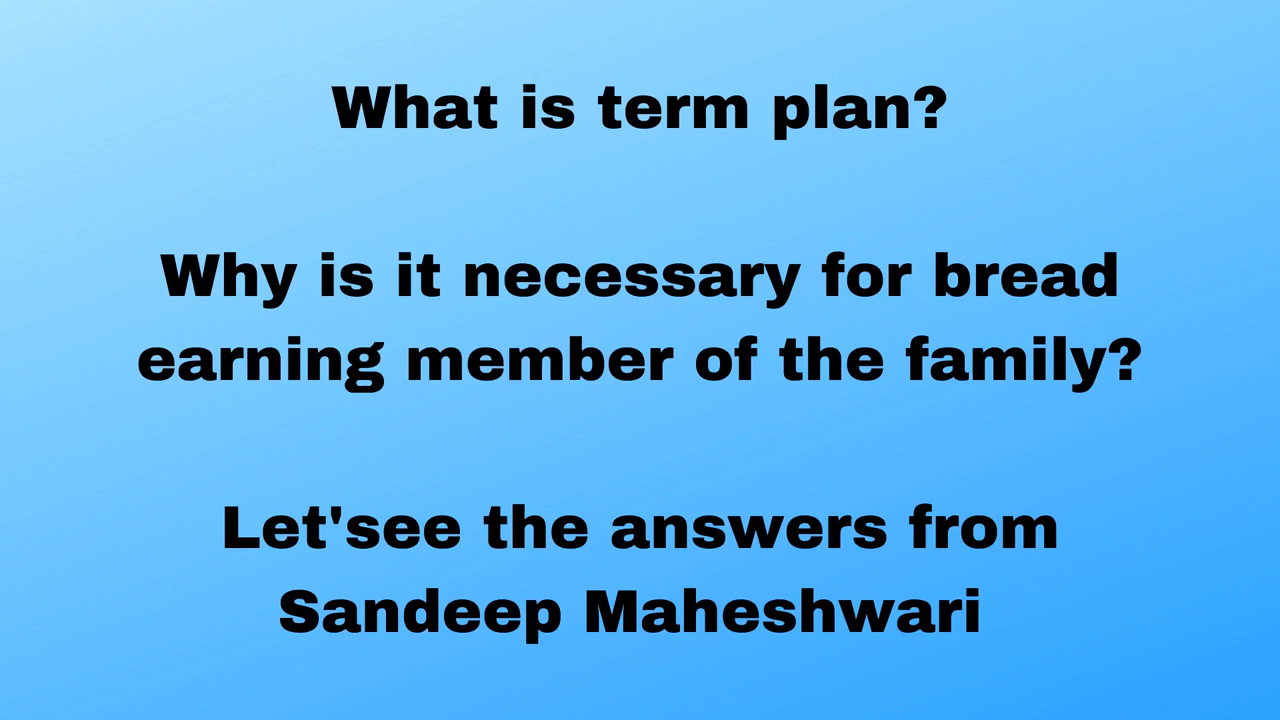 What is term plan?
Why is it necessary for bread
earning member of the family?
Let'see the answers from
Sandeep Maheshwari